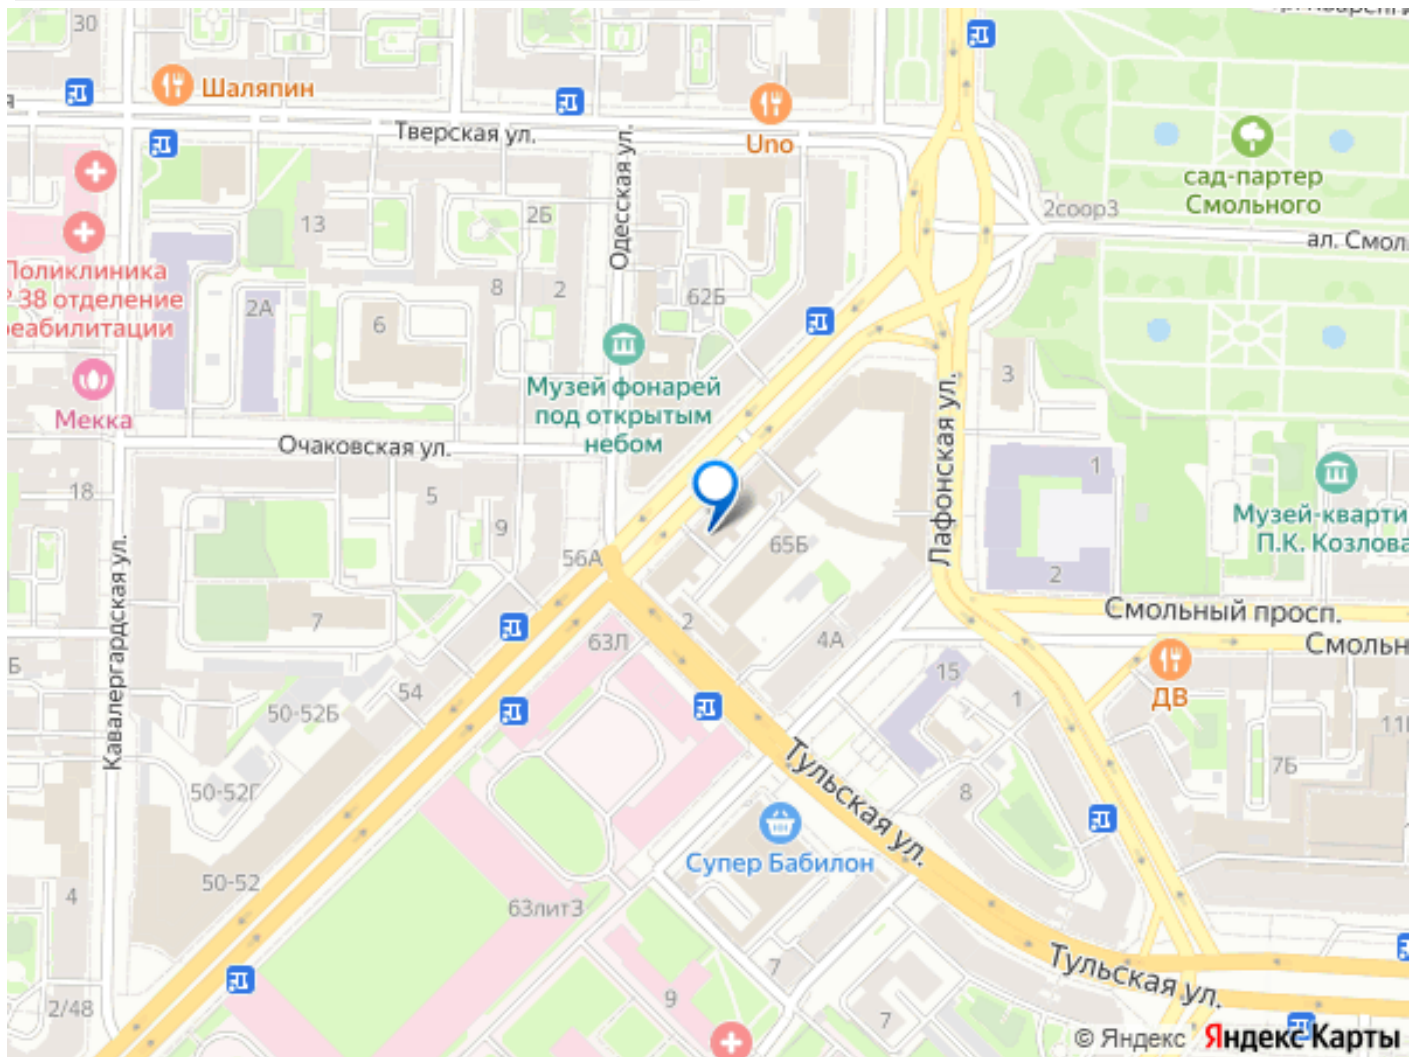 30
Шаляпин
Тверская ул.
Uno
Одесская ул.
сад-партер
Смольного
2соор3
ал. Смол
13
2Б
8
2
62Б
Поликлиника
38 отделение
реабилитации
2А
6
Музей фонарей
под открытым
небом
3
Мекка
Очаковская ул.
Лафонская ул.
1
18
5
9
Музей-кварти
П.К. Козлова
56А
65Б
2
Кавалергардская ул.
7
2
63Л
4А
Смольный просп.
Смольн
Б
54
50-52Б
15
1
ДВ
11
7Б
50-52Г
8
Тульская ул.
Супер Бабилон
50-52
4
63лит3
7
9
7
Тульская ул.
2/48
© Яндекс Яндекс Карты